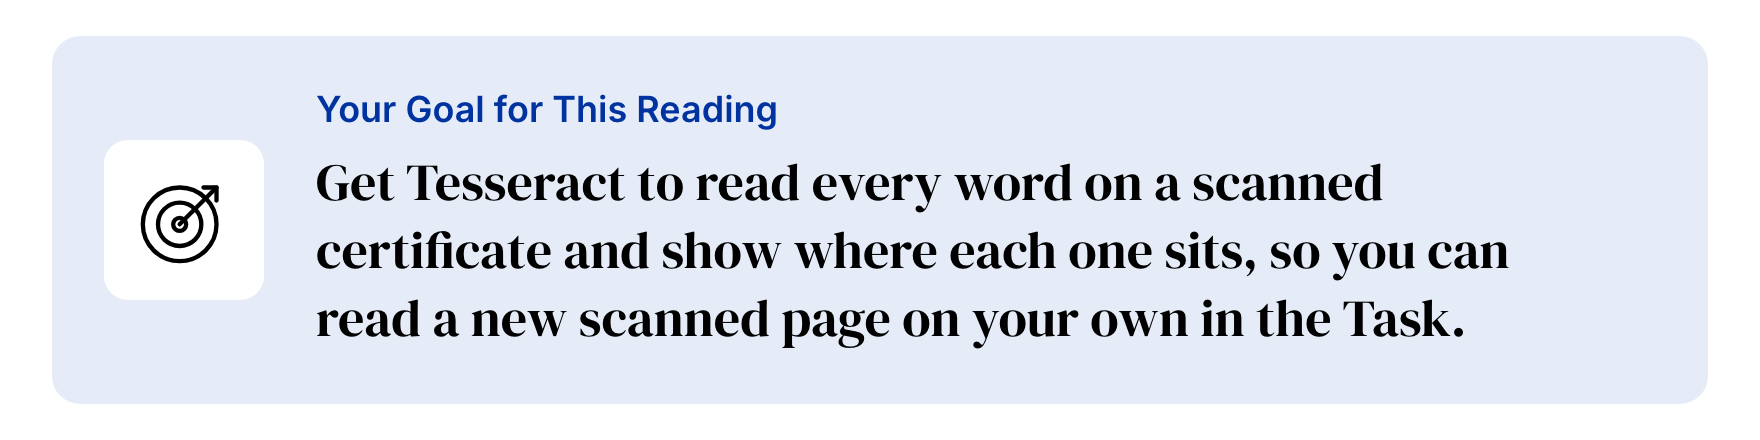 Your Goal for This Reading
Get Tesseract to read every word on a scanned
certificate and show where each one sits, so you can
read a new scanned page on your own in the Task.